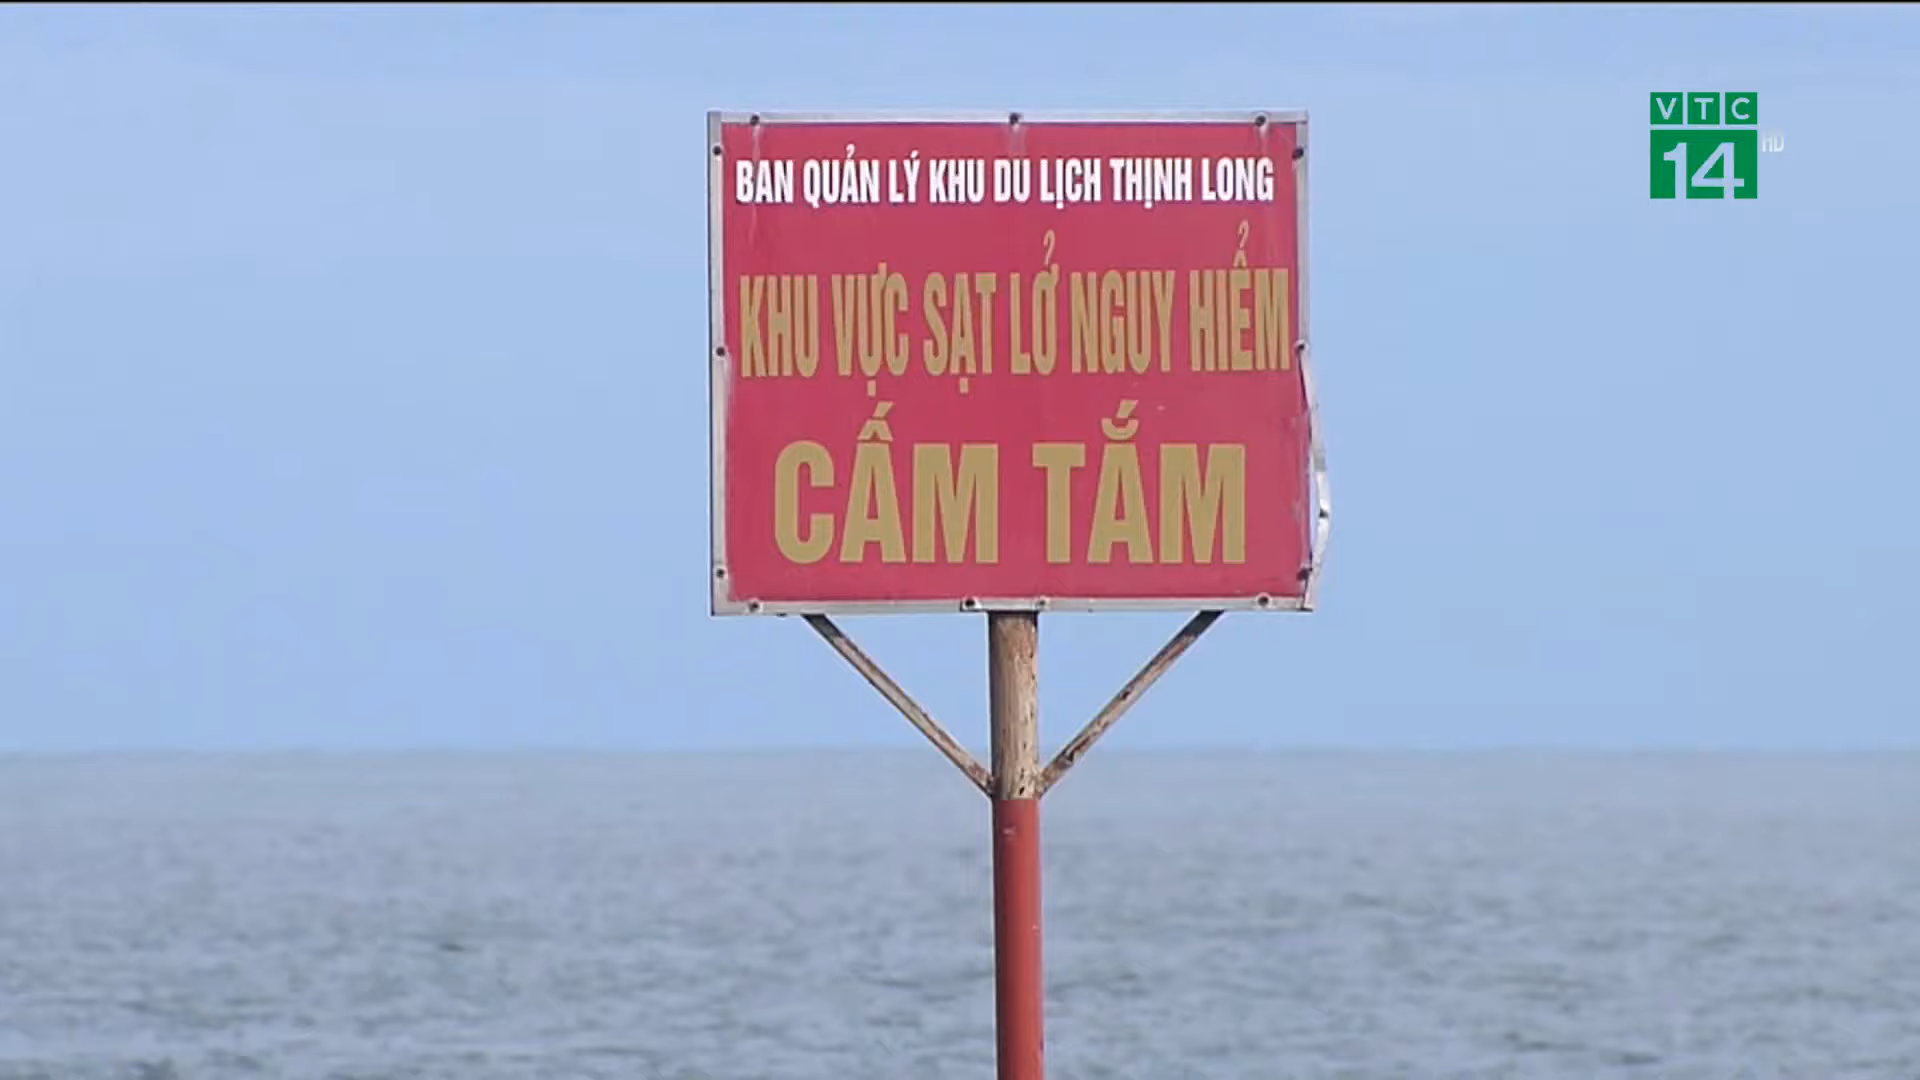 BAN QUẢN LÝ KHU DU LỊCH THỊNH LONG
KHU VỰC SẠT LỞ NGUY HIỂM
CẤM TẮM
VTC
14 HD